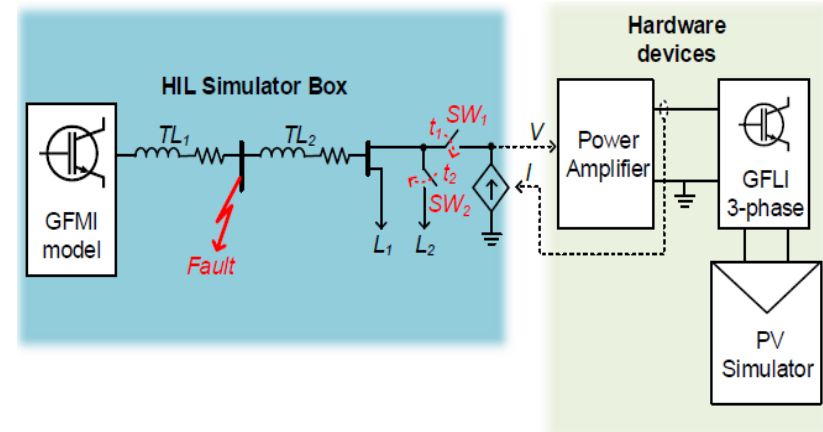 Hardware
devices
HIL Simulator Box
TL1
TL2
t1
SW1
t2
SW2
V
I
Power
Amplifier
GFLI
3-phase
GFMI
model
Fault
L1
L2
PV
Simulator